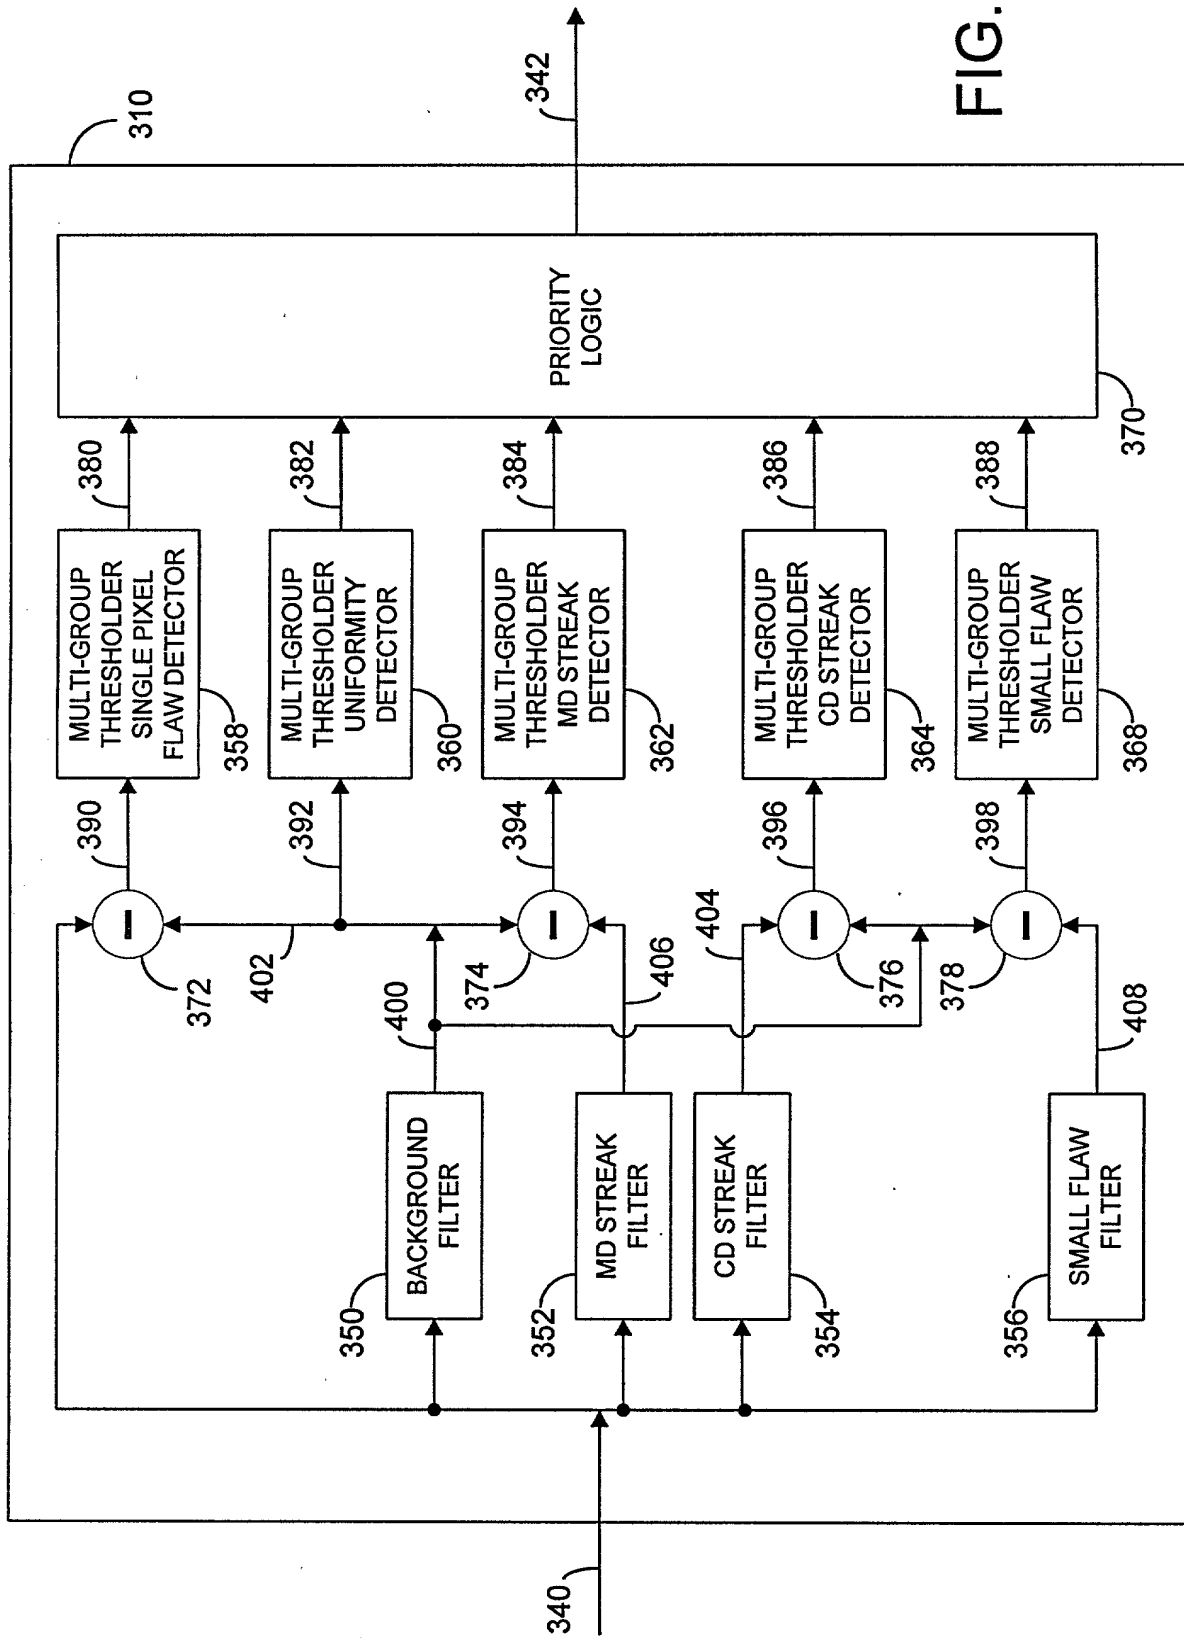 310
342
FIG.
PRIORITY
LOGIC
370
380
382
384
386
388
MULTI-GROUP
THRESHOLDER
SINGLE PIXEL
FLAW DETECTOR
358
MULTI-GROUP
THRESHOLDER
UNIFORMITY
DETECTOR
360
MULTI-GROUP
THRESHOLDER
MD STREAK
DETECTOR
362
MULTI-GROUP
THRESHOLDER
CD STREAK
DETECTOR
364
MULTI-GROUP
THRESHOLDER
SMALL FLAW
DETECTOR
368
390
392
394
396
398
372
402
400
374
406
404
376
378
408
BACKGROUND
FILTER
350
MD STREAK
FILTER
352
CD STREAK
FILTER
354
SMALL FLAW
FILTER
356
340